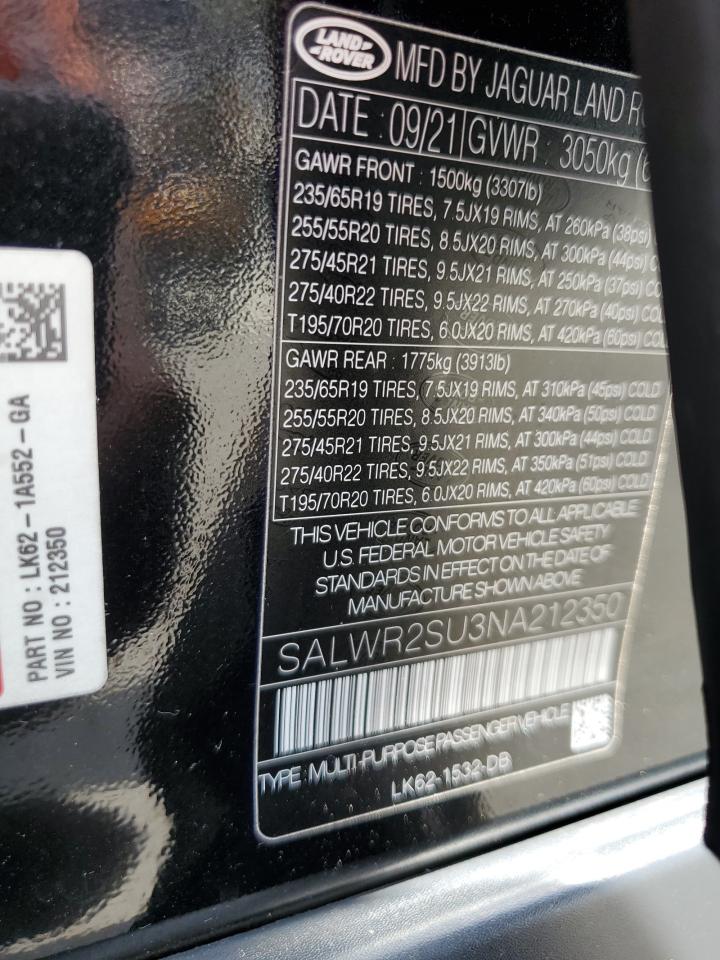 LAND
ROVER
MFD BY JAGUAR LAND
DATE : 09/21 GVWR : 3050kg
GAWR FRONT : 1500kg (3307lb)
235/65R19 TIRES, 7.5JX19 RIMS, AT 260kPa (38psi)
255/55R20 TIRES, 8.5JX20 RIMS, AT 300kPa (44psi)
275/45R21 TIRES, 9.5JX21 RIMS, AT 250kPa (37psi)
275/40R22 TIRES, 9.5JX22 RIMS, AT 270kPa (40psi)
T195/70R20 TIRES, 6.0JX20 RIMS, AT 420kPa (60psi)
GAWR REAR : 1775kg (3913lb)
235/65R19 TIRES, 7.5JX19 RIMS, AT 310kPa (45psi) COLD
255/55R20 TIRES, 8.5JX20 RIMS, AT 340kPa (50psi) COLD
275/45R21 TIRES, 9.5JX21 RIMS, AT 300kPa (44psi) COLD
275/40R22 TIRES, 9.5JX22 RIMS, AT 350kPa (51psi) COLD
T195/70R20 TIRES, 6.0JX20 RIMS, AT 420kPa (60psi) COLD
THIS VEHICLE CONFORMS TO ALL APPLICABLE
U.S. FEDERAL MOTOR VEHICLE SAFETY
STANDARDS IN EFFECT ON THE DATE OF
MANUFACTURE SHOWN ABOVE
SALWR2SU3NA212350
TYPE : MULTI-PURPOSE PASSENGER VEHICLE
LK62-1532-DB
PART NO : LK62-1A552-GA
VIN NO : 212350